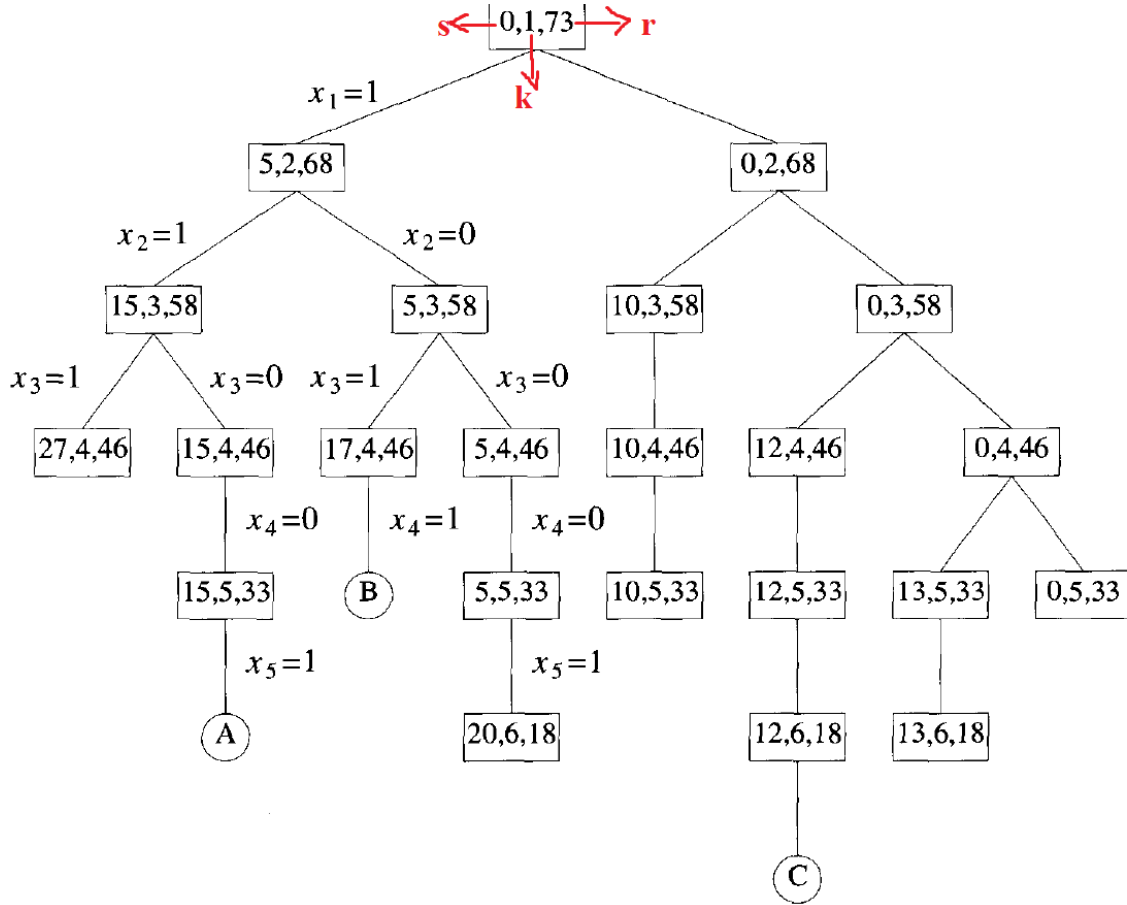 s 0,1,73 r
k
x1=1
5,2,68 0,2,68
x2=1 x2=0
15,3,58 5,3,58 10,3,58 0,3,58
x3=1 x3=0 x3=1 x3=0
27,4,46 15,4,46 17,4,46 5,4,46 10,4,46 12,4,46 0,4,46
x4=0 x4=1 x4=0
15,5,33 B 5,5,33 10,5,33 12,5,33 13,5,33 0,5,33
x5=1 x5=1
A 20,6,18 12,6,18 13,6,18
C